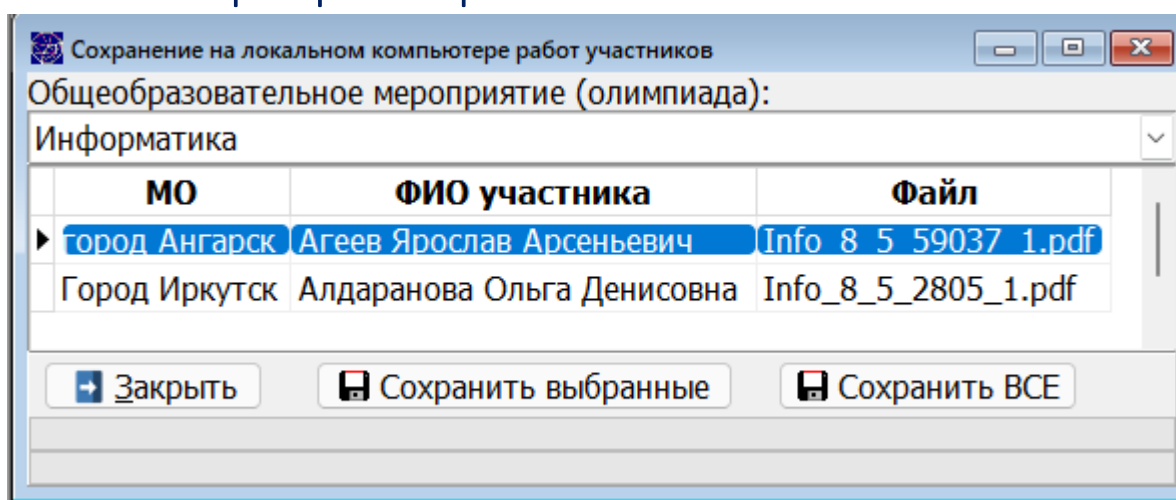 Сохранение на локальном компьютере работ участников
Общеобразовательное мероприятие (олимпиада):
Информатика
МО ФИО участника Файл
город Ангарск Агеев Ярослав Арсеньевич Info_8_5_59037_1.pdf
Город Иркутск Алдаранова Ольга Денисовна Info_8_5_2805_1.pdf
Закрыть Сохранить выбранные Сохранить ВСЕ